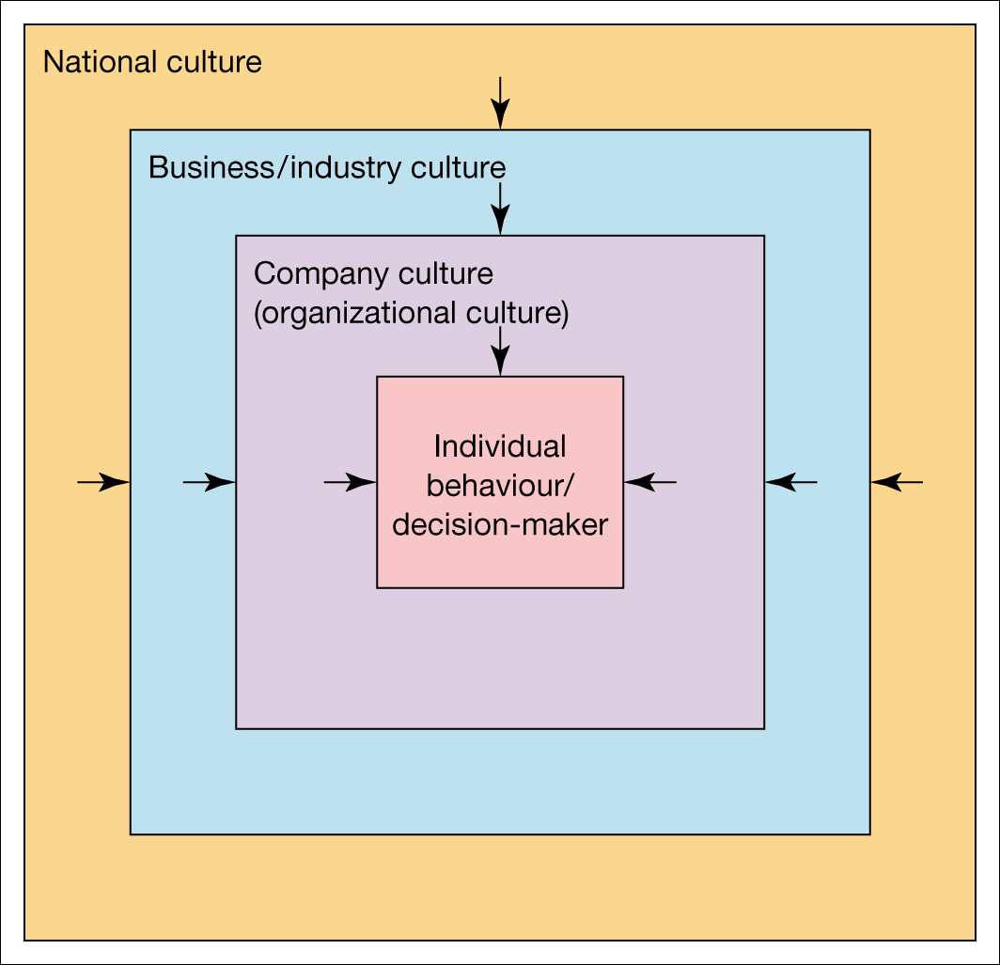 National culture
Business/industry culture
Company culture
(organizational culture)
Individual
behaviour/
decision-maker